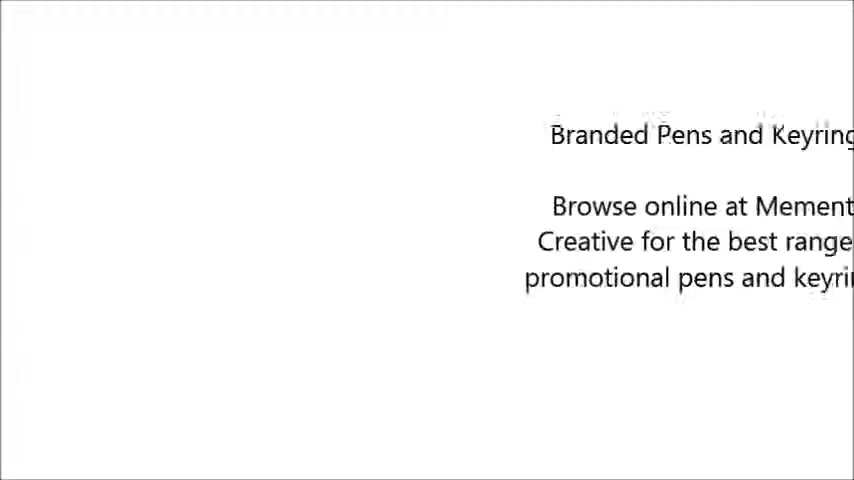 Branded Pens and Keyring
Browse online at Mement
Creative for the best range
promotional pens and keyri